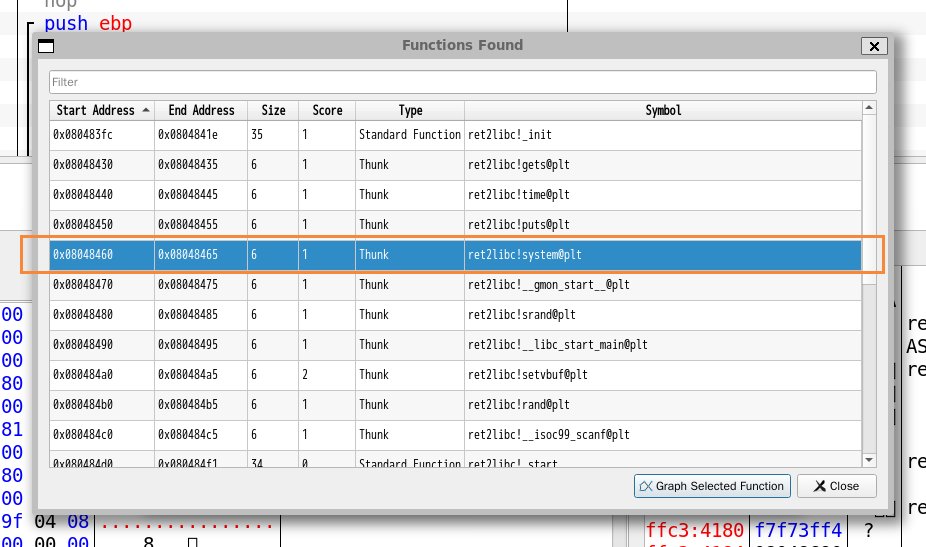 nop
push ebp
Functions Found
Filter
Start Address End Address Size Score Type Symbol
0x080483fc 0x0804841e 35 1 Standard Function ret2libc!_init
0x08048430 0x08048435 6 1 Thunk ret2libc!gets@plt
0x08048440 0x08048445 6 1 Thunk ret2libc!time@plt
0x08048450 0x08048455 6 1 Thunk ret2libc!puts@plt
0x08048460 0x08048465 6 1 Thunk ret2libc!system@plt
0x08048470 0x08048475 6 1 Thunk ret2libc!__gmon_start__@plt
0x08048480 0x08048485 6 1 Thunk ret2libc!srand@plt
0x08048490 0x08048495 6 1 Thunk ret2libc!__libc_start_main@plt
0x080484a0 0x080484a5 6 2 Thunk ret2libc!setvbuf@plt
0x080484b0 0x080484b5 6 1 Thunk ret2libc!rand@plt
0x080484c0 0x080484c5 6 1 Thunk ret2libc!__isoc99_scanf@plt
0x080484d0 0x080484f1 34 0 Standard Function ret2libc!_start
Graph Selected Function Close
00
00
00
80
00
81
00
80
00
9f 04 08 ................
00 00 00 8
re
AS
re
re
re
ffc3:4180 f7f73ff4 ?